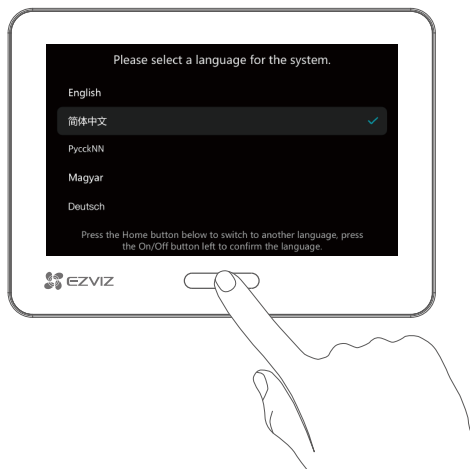 Please select a language for the system.
English
简体中文
PycckNN
Magyar
Deutsch
Press the Home button below to switch to another language, press
the On/Off button left to confirm the language.
EZVIZ